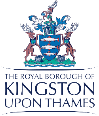 THE ROYAL BOROUGH OF
KINGSTON
UPON THAMES